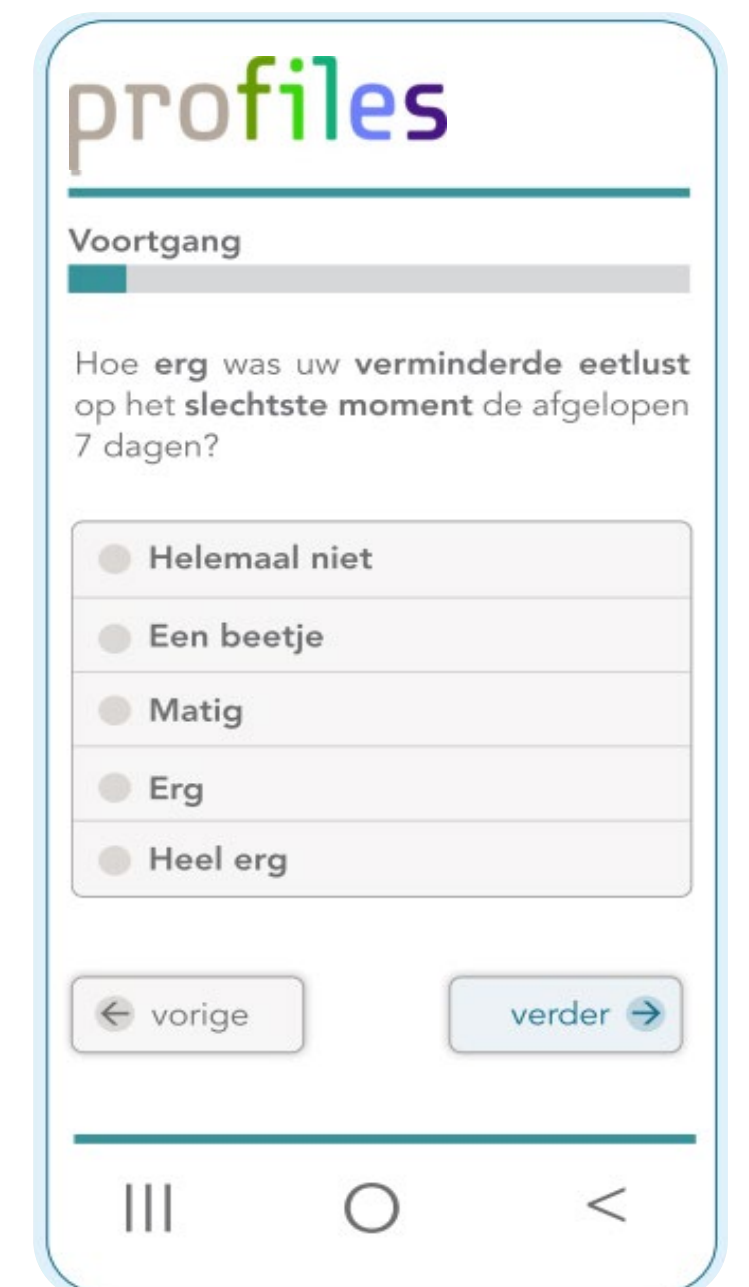 profiles
Voortgang
Hoe erg was uw verminderde eetlust
op het slechtste moment de afgelopen
7 dagen?
Helemaal niet
Een beetje
Matig
Erg
Heel erg
vorige
verder